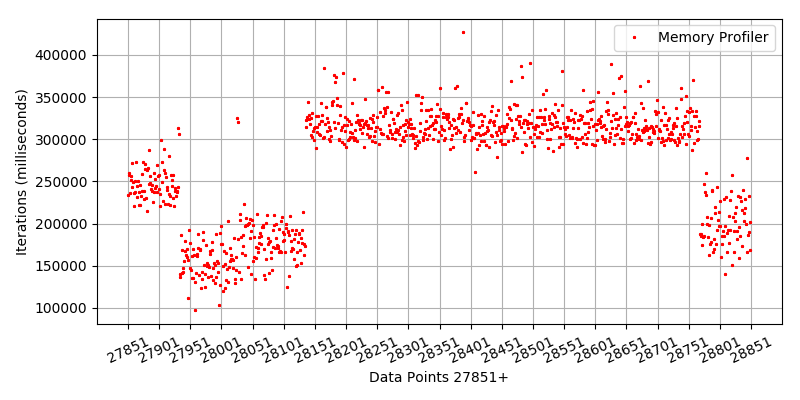 Memory Profiler
400000
350000
300000
250000
200000
150000
100000
Iterations (milliseconds)
27851 27901 27951 28001 28051 28101 28151 28201 28251 28301 28351 28401 28451 28501 28551 28601 28651 28701 28751 28801 28851
Data Points 27851+